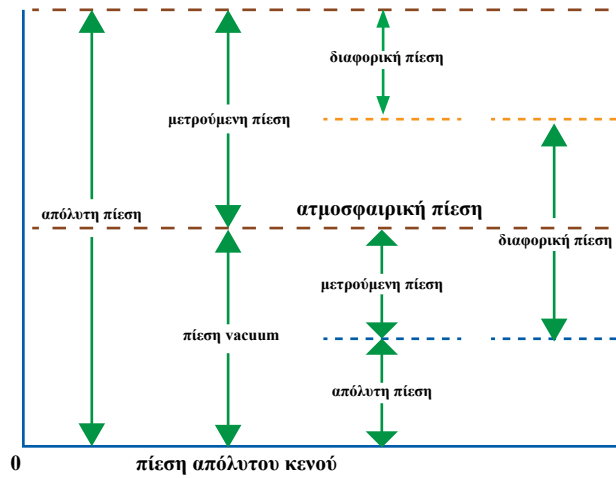 διαφορική πίεση
μετρούμενη πίεση
απόλυτη πίεση
ατμοσφαιρική πίεση
διαφορική πίεση
μετρούμενη πίεση
πίεση vacuum
απόλυτη πίεση
0
πίεση απόλυτου κενού